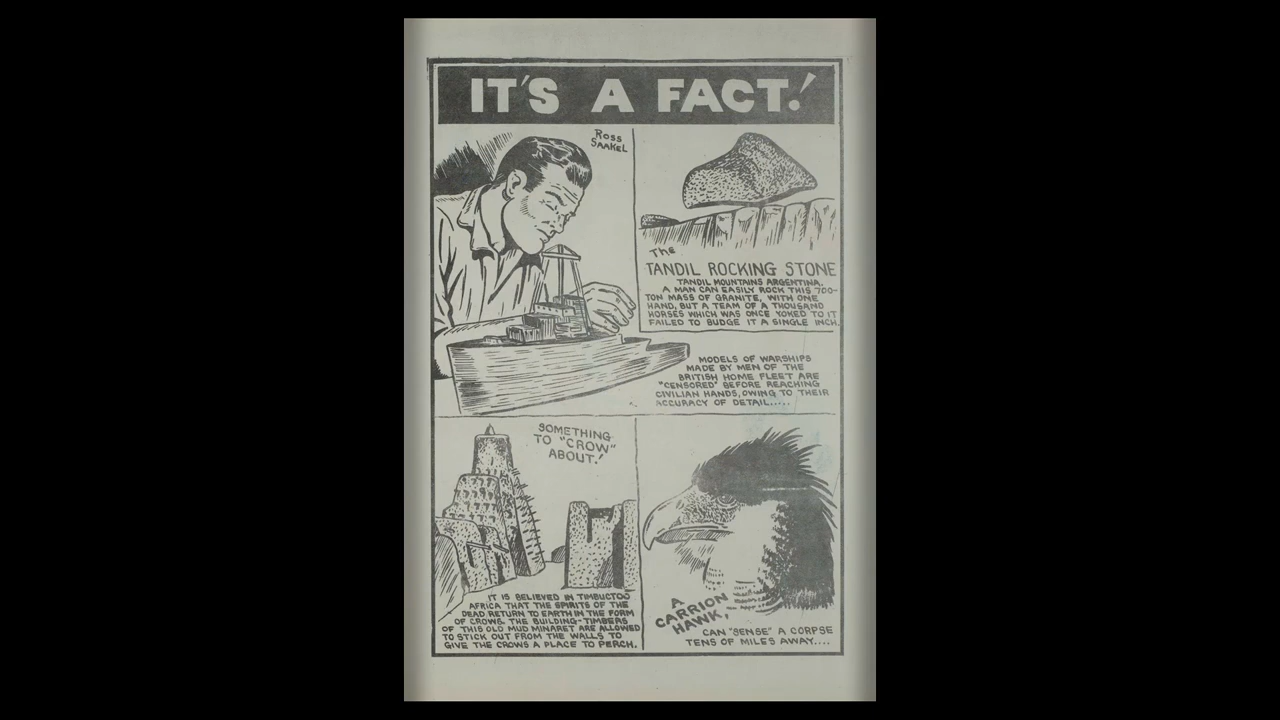 IT'S A FACT!
ROSS
SAAKEL
THE
TANDIL ROCKING STONE
TANDIL MOUNTAINS ARGENTINA.
A MAN CAN EASILY ROCK THIS 700-
TON MASS OF GRANITE, WITH ONE
HAND, BUT A TEAM OF A THOUSAND
HORSES WHICH WAS ONCE YOKED TO IT
FAILED TO BUDGE IT A SINGLE INCH.
MODELS OF WARSHIPS
MADE BY MEN OF THE
BRITISH HOME FLEET ARE
"CENSORED" BEFORE REACHING
CIVILIAN HANDS, OWING TO THEIR
ACCURACY OF DETAIL.....
SOMETHING
TO "CROW"
ABOUT.!
IT IS BELIEVED IN TIMBUCTOO
AFRICA THAT THE SPIRITS OF THE
DEAD RETURN TO EARTH IN THE FORM
OF CROWS. THE BUILDING-TIMBERS
OF THIS OLD MUD MINARET ARE ALLOWED
TO STICK OUT FROM THE WALLS TO
GIVE THE CROWS A PLACE TO PERCH.
A
CARRION
HAWK,
CAN "SENSE" A CORPSE
TENS OF MILES AWAY....